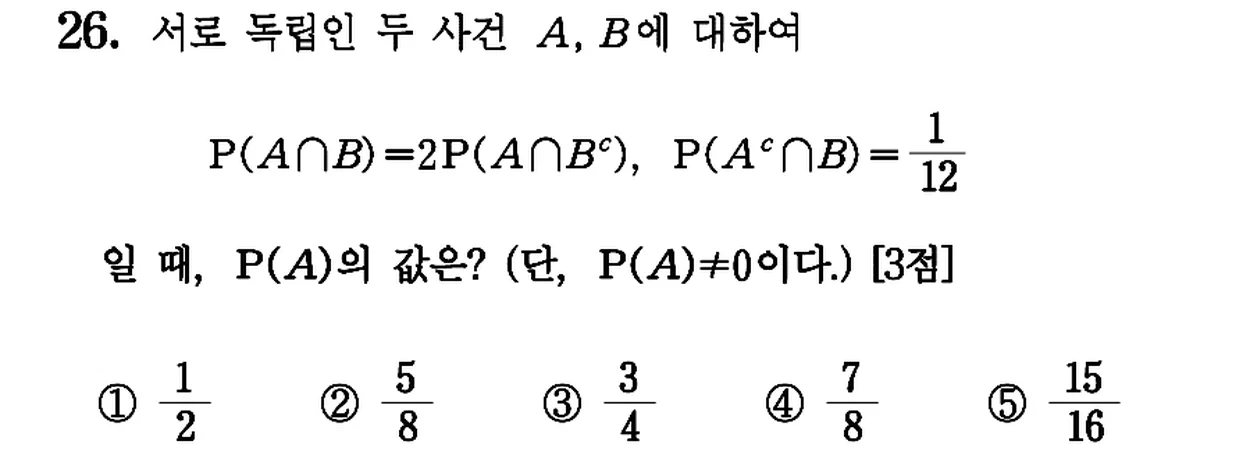 26. 서로 독립인 두 사건 A, B에 대하여
P(A∩B)=2P(A∩Bᶜ), P(Aᶜ∩B)=1/12
일 때, P(A)의 값은? (단, P(A)≠0이다.) [3점]
① 1/2 ② 5/8 ③ 3/4 ④ 7/8 ⑤ 15/16